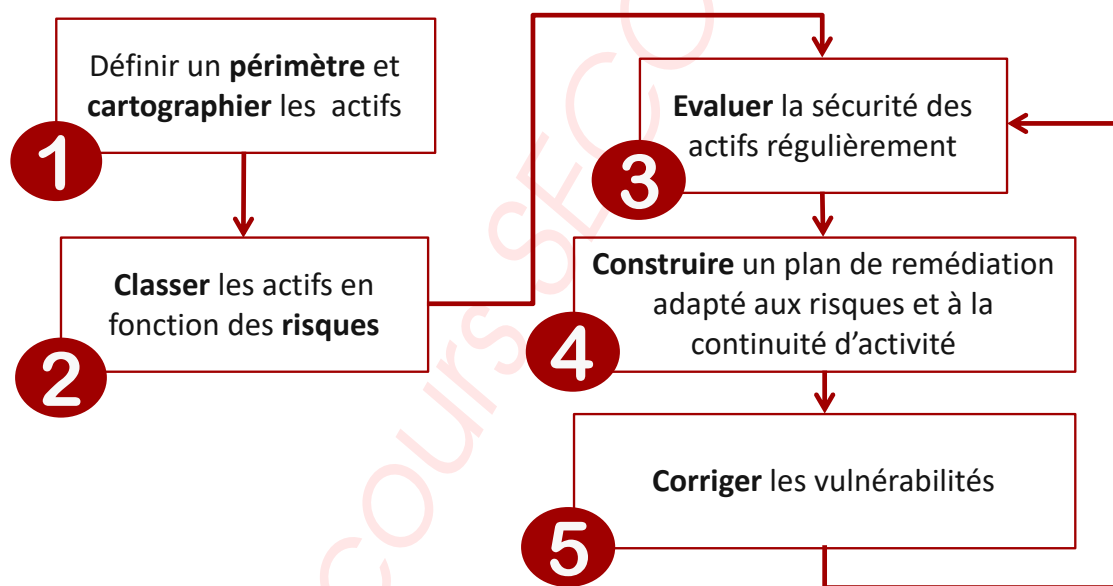 Définir un périmètre et
cartographier les actifs
1
Classer les actifs en
fonction des risques
2
Evaluer la sécurité des
actifs régulièrement
3
Construire un plan de remédiation
adapté aux risques et à la
continuité d'activité
4
Corriger les vulnérabilités
5
cours SECO